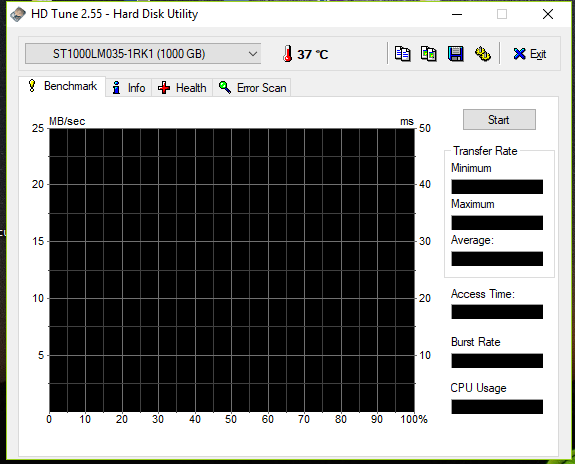 HD Tune 2.55 - Hard Disk Utility
ST1000LM035-1RK1 (1000 GB)
37 °C
Exit
Benchmark
Info
Health
Error Scan
MB/sec
ms
25
50
Start
Transfer Rate
Minimum
20
40
Maximum
15
30
Average:
Access Time:
10
20
Burst Rate
5
10
CPU Usage
0
10
20
30
40
50
60
70
80
90
100%